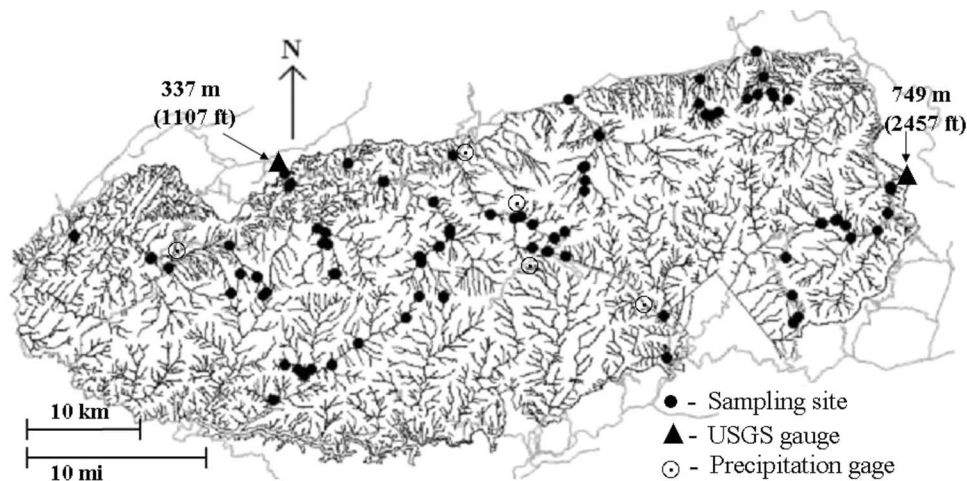 N
337 m
(1107 ft)
749 m
(2457 ft)
10 km
10 mi
- Sampling site
- USGS gauge
- Precipitation gage